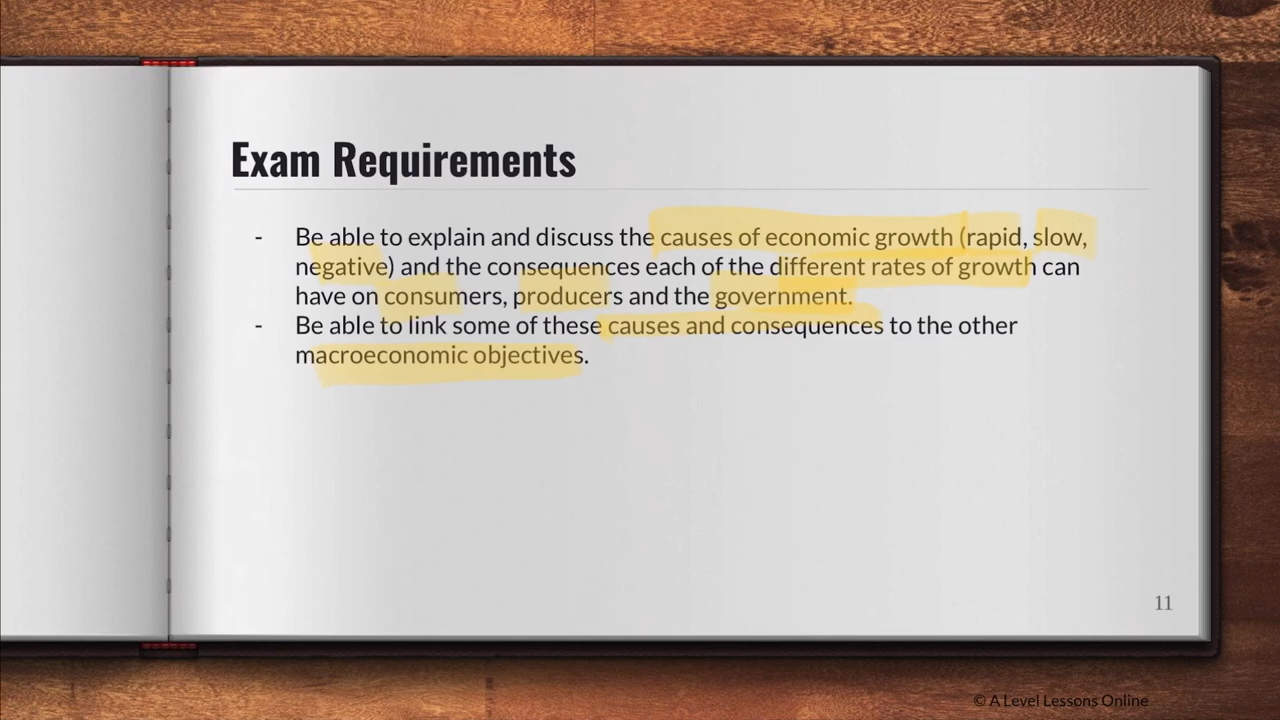 Exam Requirements
- Be able to explain and discuss the causes of economic growth (rapid, slow,
negative) and the consequences each of the different rates of growth can
have on consumers, producers and the government.
- Be able to link some of these causes and consequences to the other
macroeconomic objectives.
11
© A Level Lessons Online